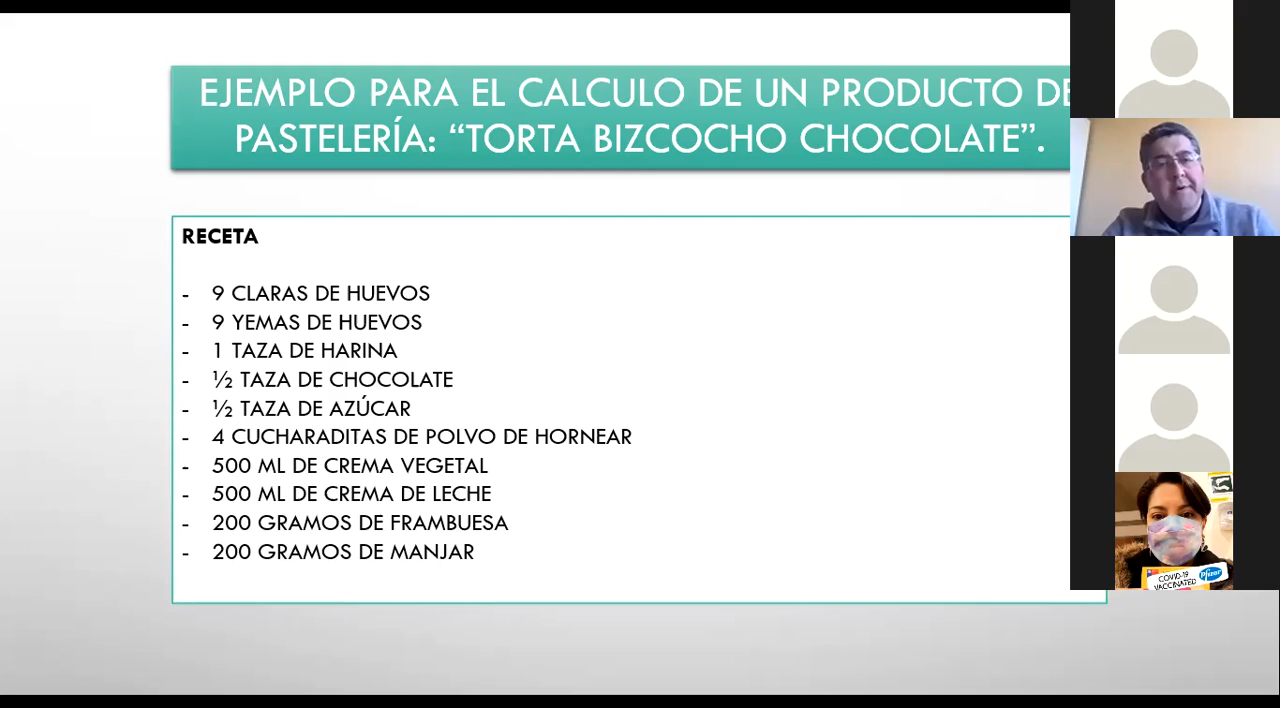 EJEMPLO PARA EL CALCULO DE UN PRODUCTO DE
PASTELERÍA: “TORTA BIZCOCHO CHOCOLATE”.
RECETA
- 9 CLARAS DE HUEVOS
- 9 YEMAS DE HUEVOS
- 1 TAZA DE HARINA
- ½ TAZA DE CHOCOLATE
- ½ TAZA DE AZÚCAR
- 4 CUCHARADITAS DE POLVO DE HORNEAR
- 500 ML DE CREMA VEGETAL
- 500 ML DE CREMA DE LECHE
- 200 GRAMOS DE FRAMBUESA
- 200 GRAMOS DE MANJAR
COVID-19
VACCINATED
Pfizer